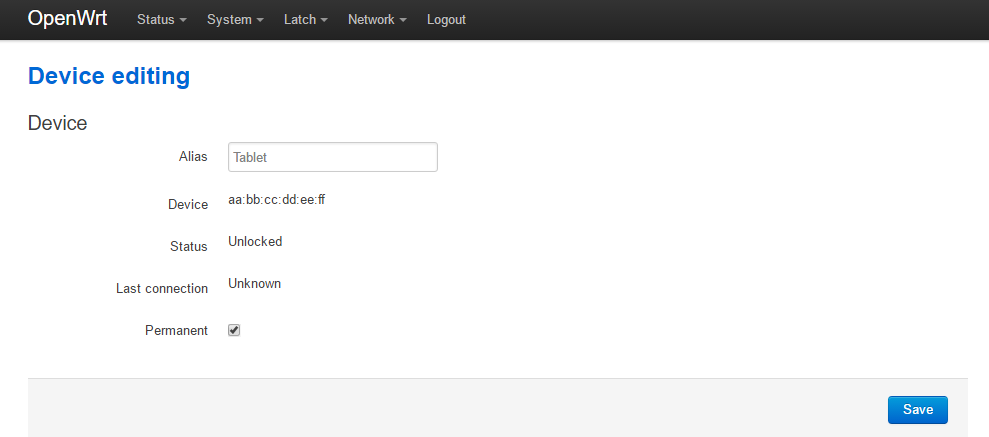 OpenWrt Status System Latch Network Logout
Device editing
Device
Alias Tablet
Device aa:bb:cc:dd:ee:ff
Status Unlocked
Last connection Unknown
Permanent
Save